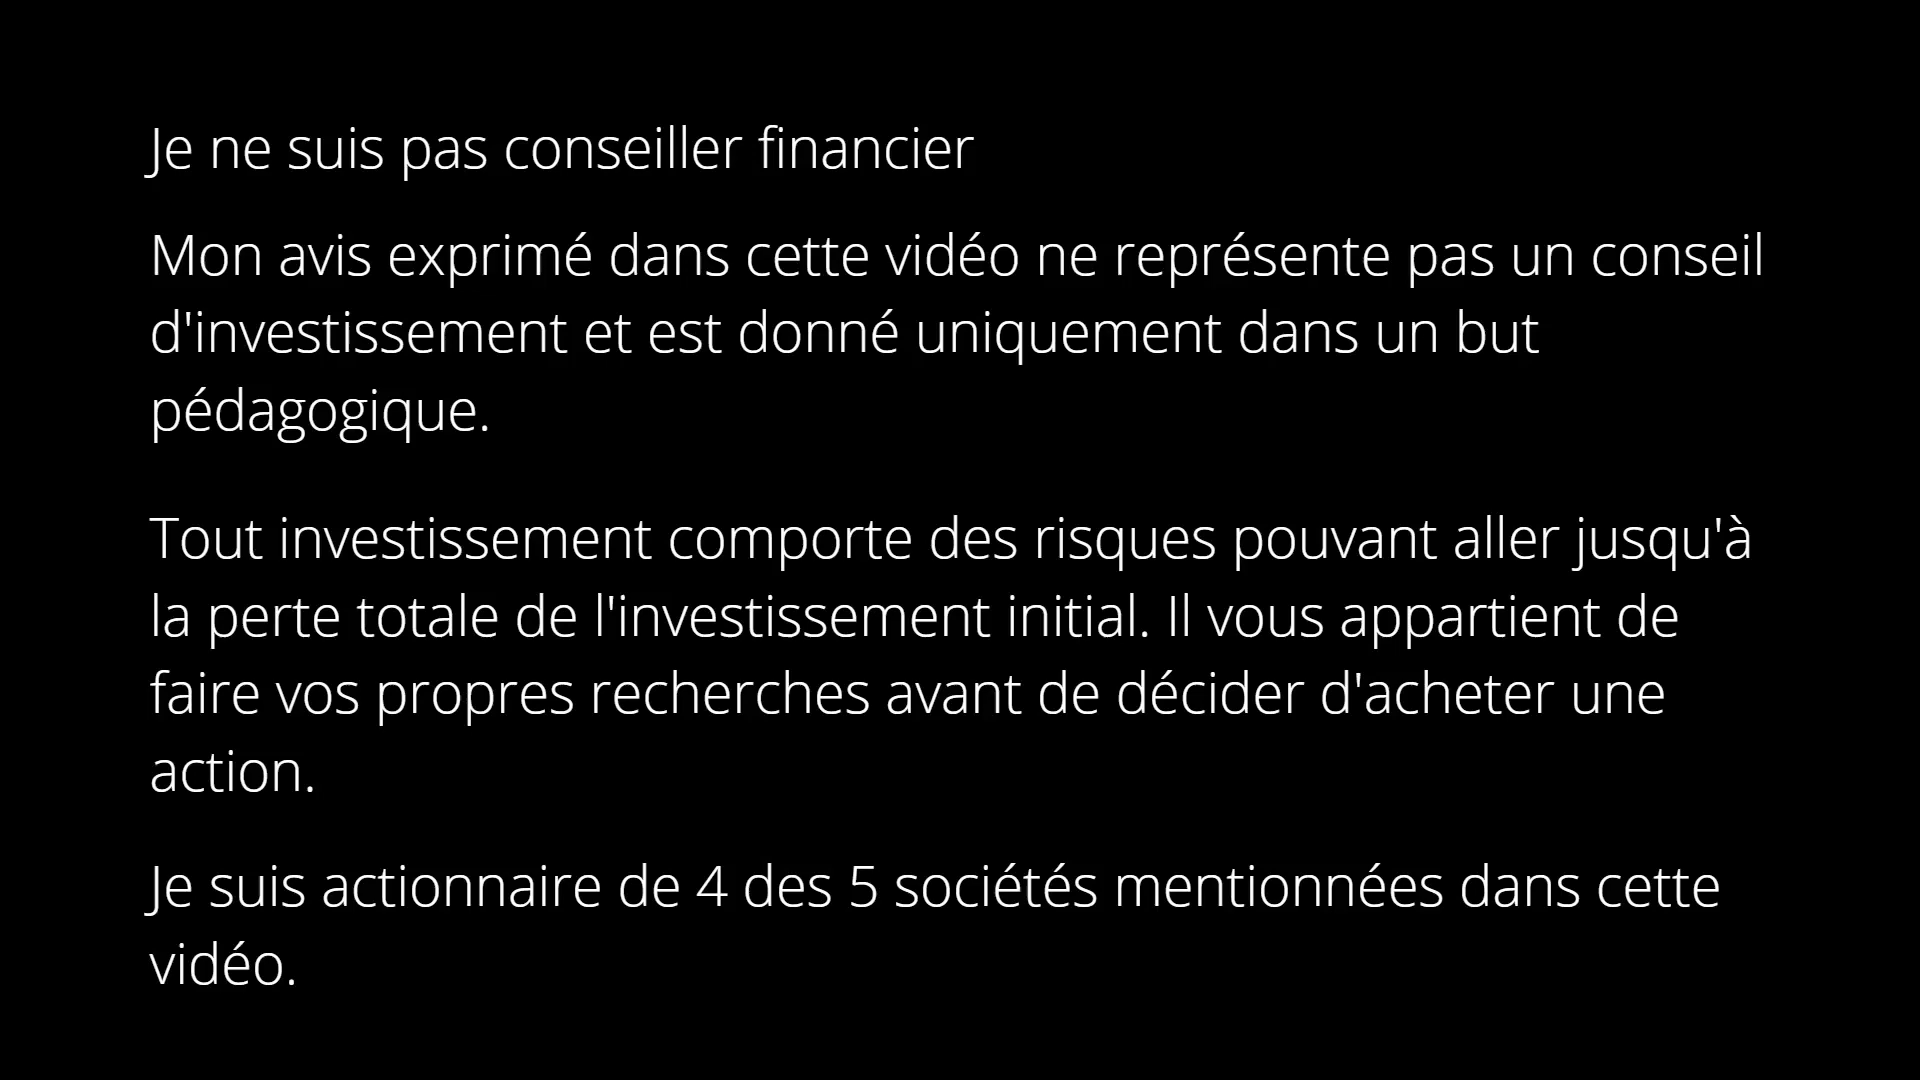 Je ne suis pas conseiller financier
Mon avis exprimé dans cette vidéo ne représente pas un conseil
d'investissement et est donné uniquement dans un but
pédagogique.
Tout investissement comporte des risques pouvant aller jusqu'à
la perte totale de l'investissement initial. Il vous appartient de
faire vos propres recherches avant de décider d'acheter une
action.
Je suis actionnaire de 4 des 5 sociétés mentionnées dans cette
vidéo.